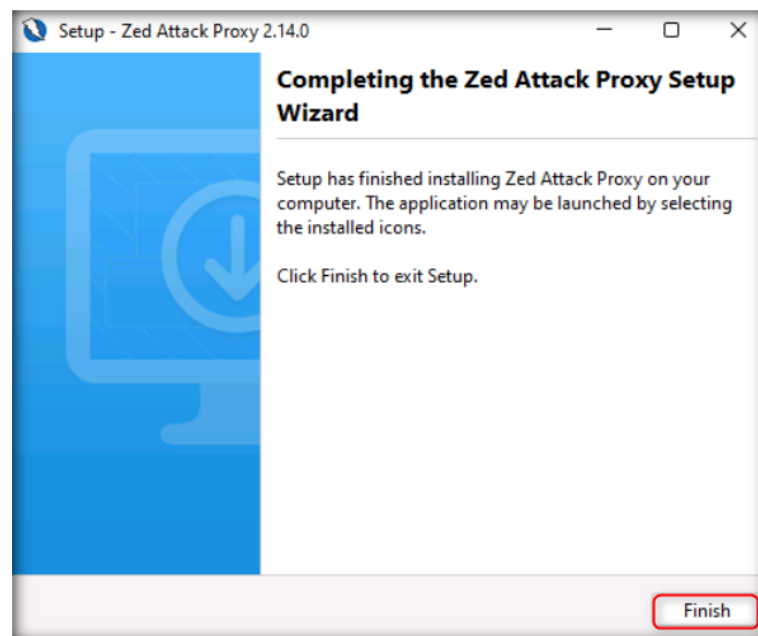 Setup - Zed Attack Proxy 2.14.0
Completing the Zed Attack Proxy Setup
Wizard
Setup has finished installing Zed Attack Proxy on your
computer. The application may be launched by selecting
the installed icons.
Click Finish to exit Setup.
Finish